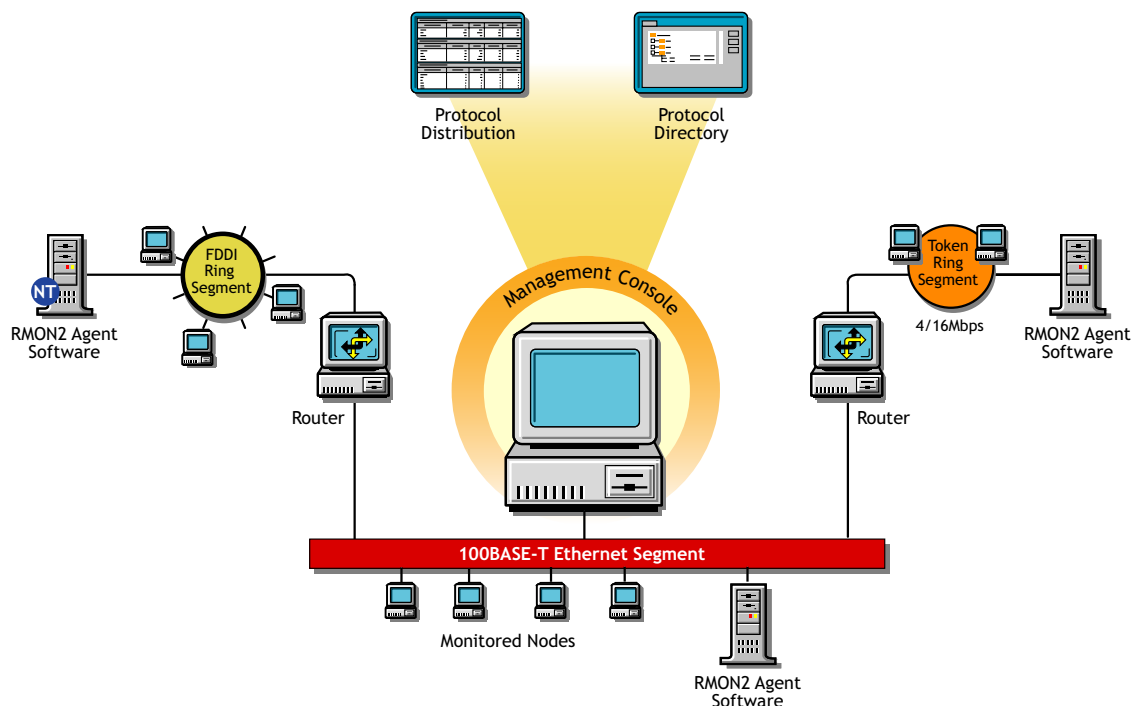 Protocol
Distribution
Protocol
Directory
FDDI
Ring
Segment
NT
RMON2 Agent
Software
Router
Management Console
Token
Ring
Segment
4/16Mbps
RMON2 Agent
Software
Router
100BASE-T Ethernet Segment
Monitored Nodes
RMON2 Agent
Software